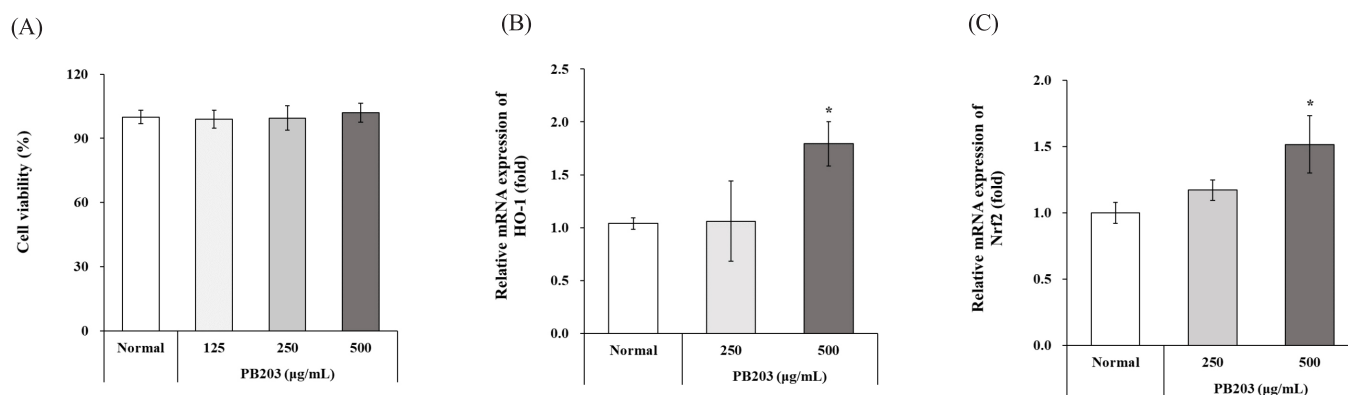 (A)
Cell viability (%)
120
90
60
30
0
Normal
125
250
500
PB203 (μg/mL)
(B)
Relative mRNA expression of
HO-1 (fold)
2.5
2.0
1.5
1.0
0.5
0.0
*
Normal
250
500
PB203 (μg/mL)
(C)
Relative mRNA expression of
Nrf2 (fold)
2.0
1.5
1.0
0.5
0.0
*
Normal
250
500
PB203 (μg/mL)